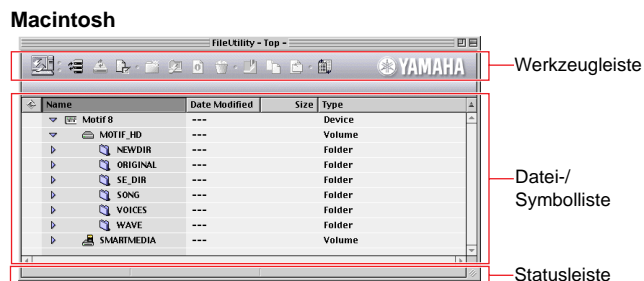 Macintosh
FileUtility - Top -
YAMAHA
Werkzeugleiste
Name Date Modified Size Type
Motif 8 --- Device
MOTIF_HD --- Volume
NEWDIR --- Folder
ORIGINAL --- Folder
SE_DIR --- Folder
SONG --- Folder
VOICES --- Folder
WAVE --- Folder
SMARTMEDIA --- Volume
Datei-/
Symbolliste
Statusleiste